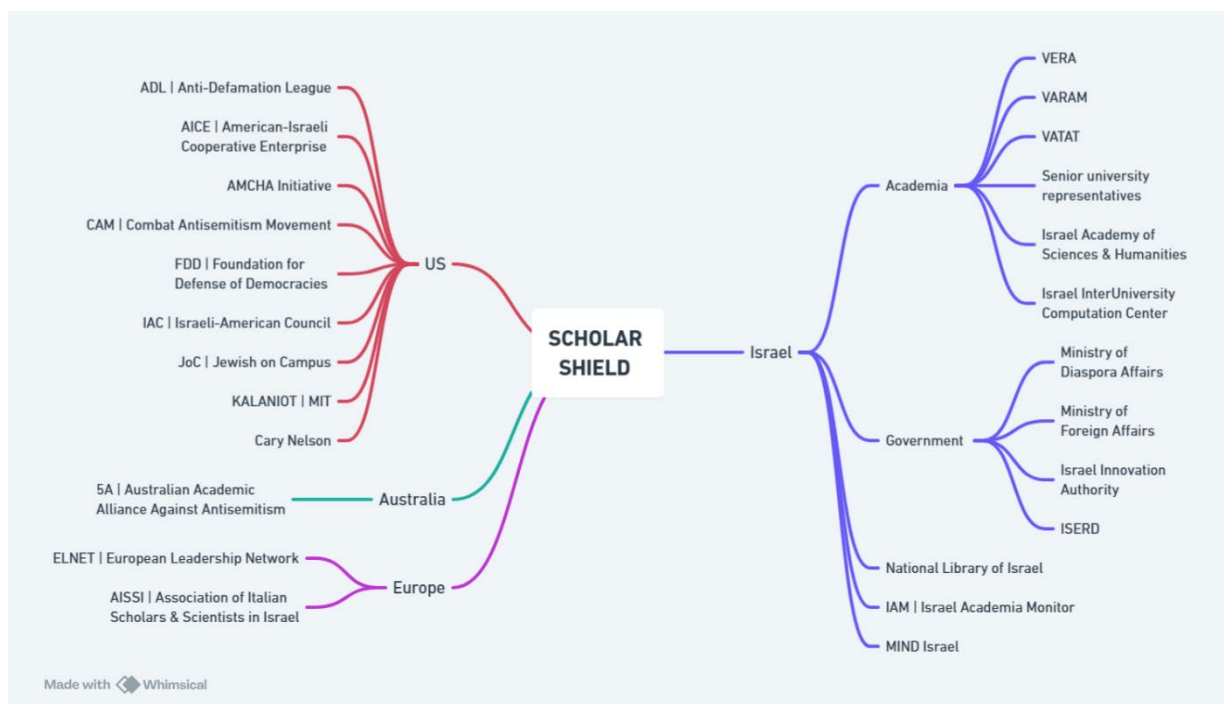 SCHOLAR
SHIELD
US
ADL | Anti-Defamation League
AICE | American-Israeli
Cooperative Enterprise
AMCHA Initiative
CAM | Combat Antisemitism Movement
FDD | Foundation for
Defense of Democracies
IAC | Israeli-American Council
JoC | Jewish on Campus
KALANIOT | MIT
Cary Nelson
Australia
5A | Australian Academic
Alliance Against Antisemitism
Europe
ELNET | European Leadership Network
AISSI | Association of Italian
Scholars & Scientists in Israel
Israel
Academia
VERA
VARAM
VATAT
Senior university
representatives
Israel Academy of
Sciences & Humanities
Israel InterUniversity
Computation Center
Government
Ministry of
Diaspora Affairs
Ministry of
Foreign Affairs
Israel Innovation
Authority
ISERD
National Library of Israel
IAM | Israel Academia Monitor
MIND Israel
Made with Whimsical